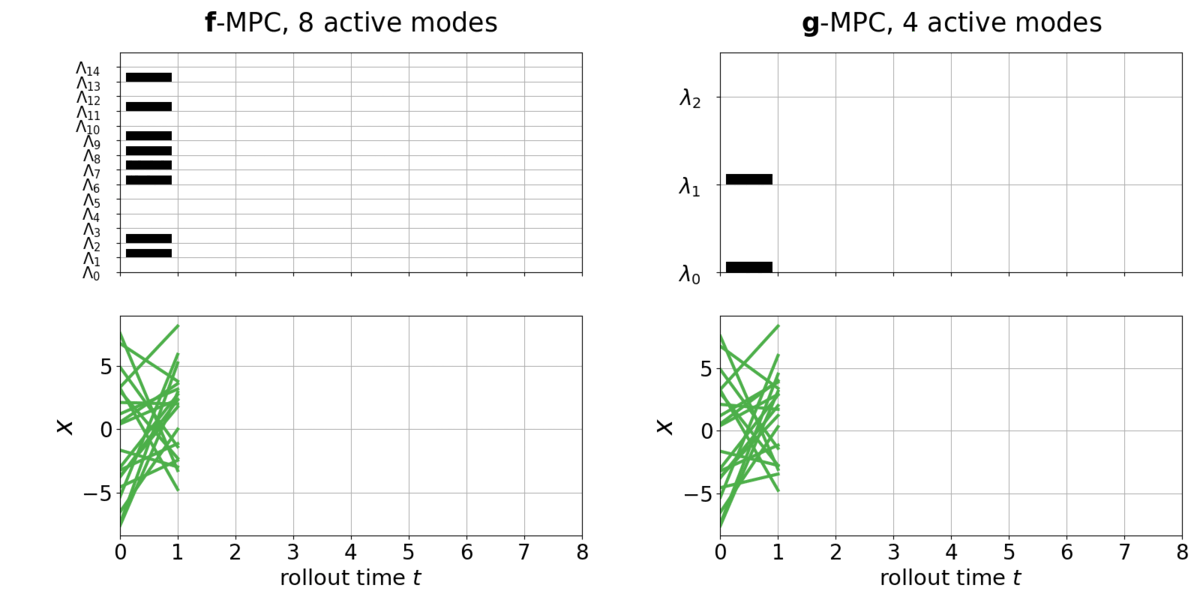 f-MPC, 8 active modes
Λ14
Λ13
Λ12
Λ11
Λ10
Λ9
Λ8
Λ7
Λ6
Λ5
Λ4
Λ3
Λ2
Λ1
Λ0
x
5
0
−5
0 1 2 3 4 5 6 7 8
rollout time t
g-MPC, 4 active modes
λ2
λ1
λ0
x
5
0
−5
0 1 2 3 4 5 6 7 8
rollout time t